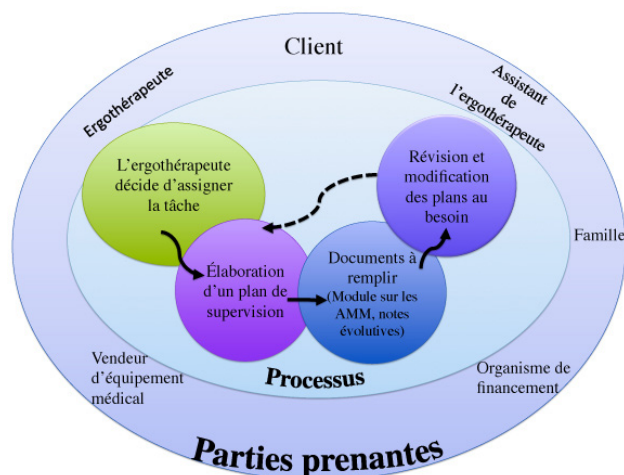 Client
Ergothérapeute
Assistant
de
l'ergothérapeute
L'ergothérapeute
décide d'assigner
la tâche
Révision et
modification
des plans au
besoin
Élaboration
d'un plan de
supervision
Documents à
remplir
(Module sur les
AMM, notes
évolutives)
Famille
Vendeur
d'équipement
médical
Processus
Organisme de
financement
Parties prenantes